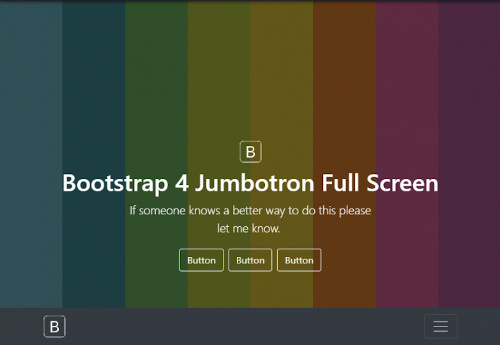 B
Bootstrap 4 Jumbotron Full Screen
If someone knows a better way to do this please
let me know.
Button Button Button
B